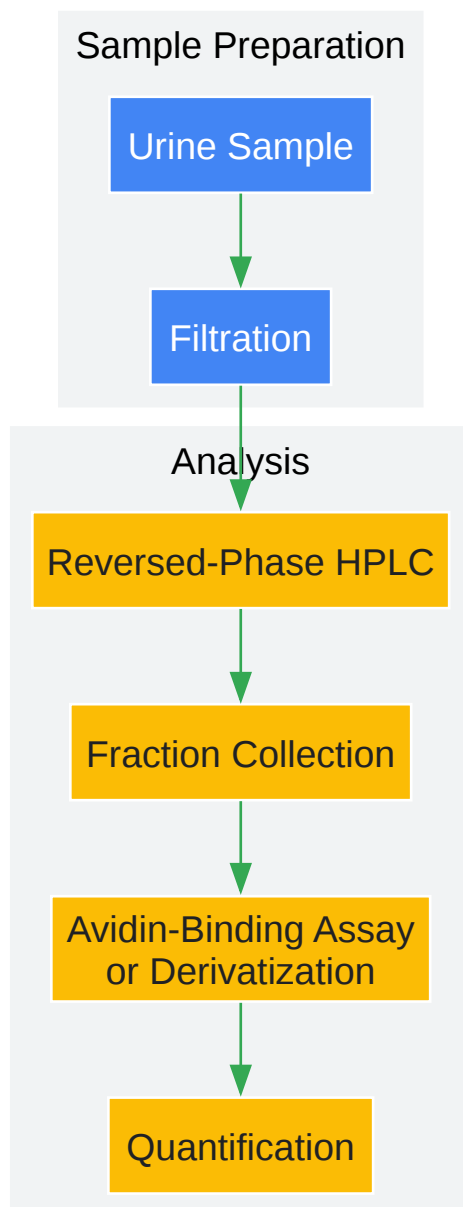 Sample Preparation
Urine Sample
Filtration
Analysis
Reversed-Phase HPLC
Fraction Collection
Avidin-Binding Assay
or Derivatization
Quantification